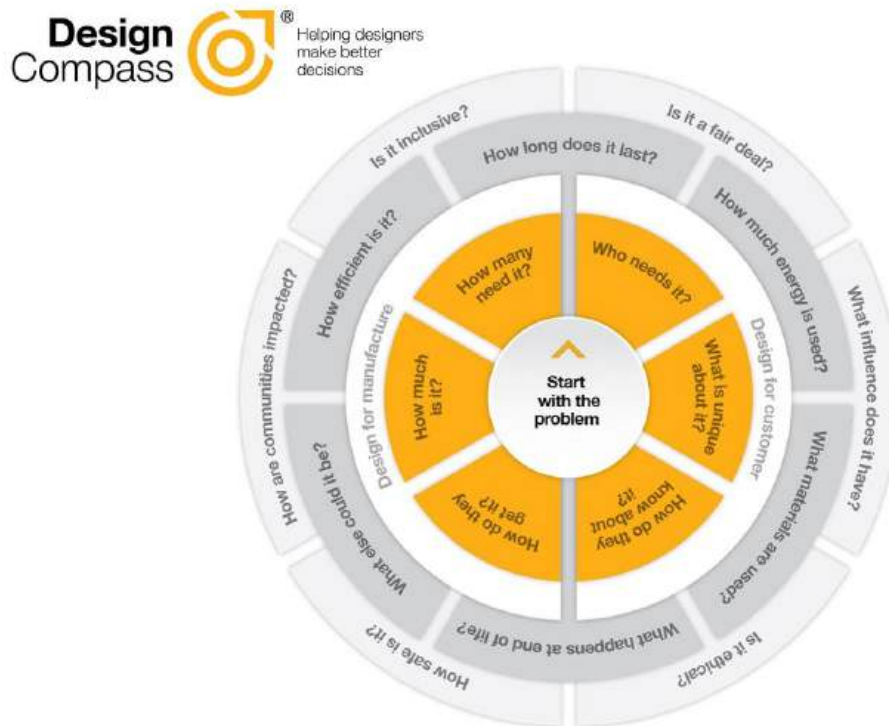 Design
Compass
®
Helping designers
make better
decisions
Is it inclusive?
Is it a fair deal?
What influence does it have?
Is it ethical?
How safe is it?
How are communities impacted?
How long does it last?
How much energy is used?
What materials are used?
What happens at end of life?
What else could it be?
How efficient is it?
Design for manufacture
Design for customer
Who needs it?
What is unique
about it?
How do they
know about
it?
How do they
get it?
How much
is it?
How many
need it?
Start
with the
problem